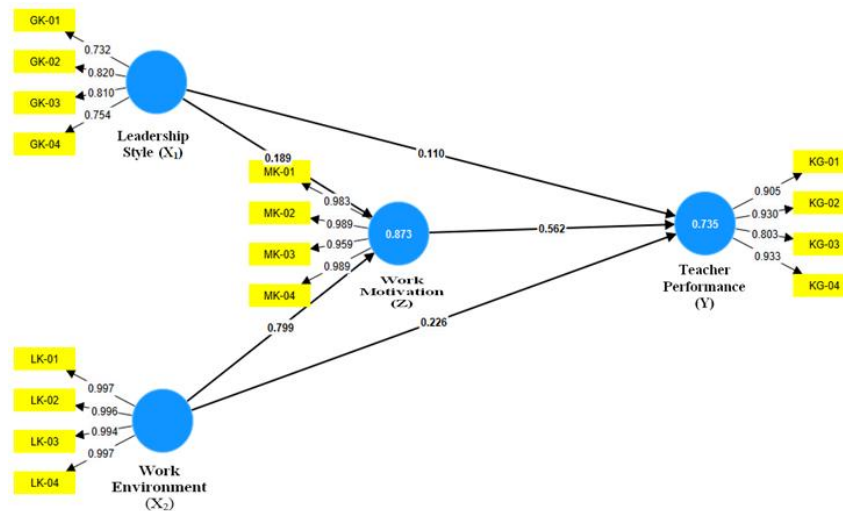 GK-01
0.732
GK-02
0.820
GK-03
0.810
GK-04
0.754
Leadership
Style (X₁)
0.189
0.110
MK-01
0.983
MK-02
0.989
MK-03
0.959
MK-04
0.989
0.873
Work
Motivation
(Z)
0.562
0.799
0.226
KG-01
0.905
KG-02
0.930
KG-03
0.803
KG-04
0.933
0.735
Teacher
Performance
(Y)
LK-01
0.997
LK-02
0.996
LK-03
0.994
LK-04
0.997
Work
Environment
(X₂)